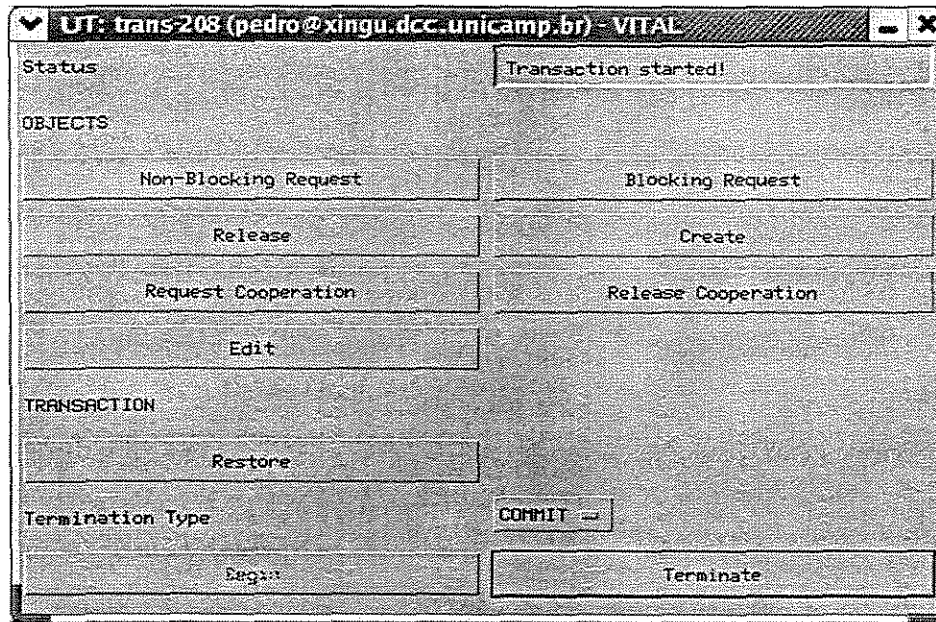 UT: trans-208 (pedro@xingu.dcc.unicamp.br) - VITAL
Status Transaction started!
OBJECTS
Non-Blocking Request Blocking Request
Release Create
Request Cooperation Release Cooperation
Edit
TRANSACTION
Restore
Termination Type COMMIT
Begin Terminate